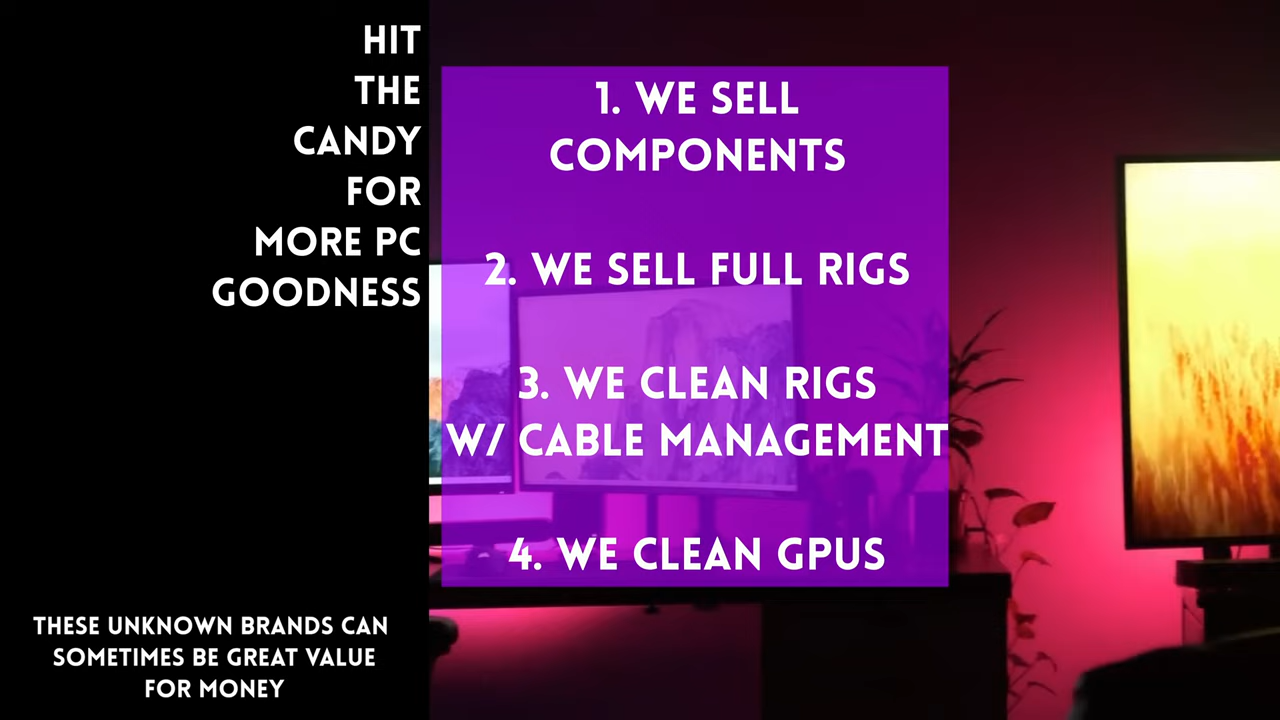 HIT
THE
CANDY
FOR
MORE PC
GOODNESS
1. WE SELL
COMPONENTS
2. WE SELL FULL RIGS
3. WE CLEAN RIGS
W/ CABLE MANAGEMENT
4. WE CLEAN GPUS
THESE UNKNOWN BRANDS CAN
SOMETIMES BE GREAT VALUE
FOR MONEY